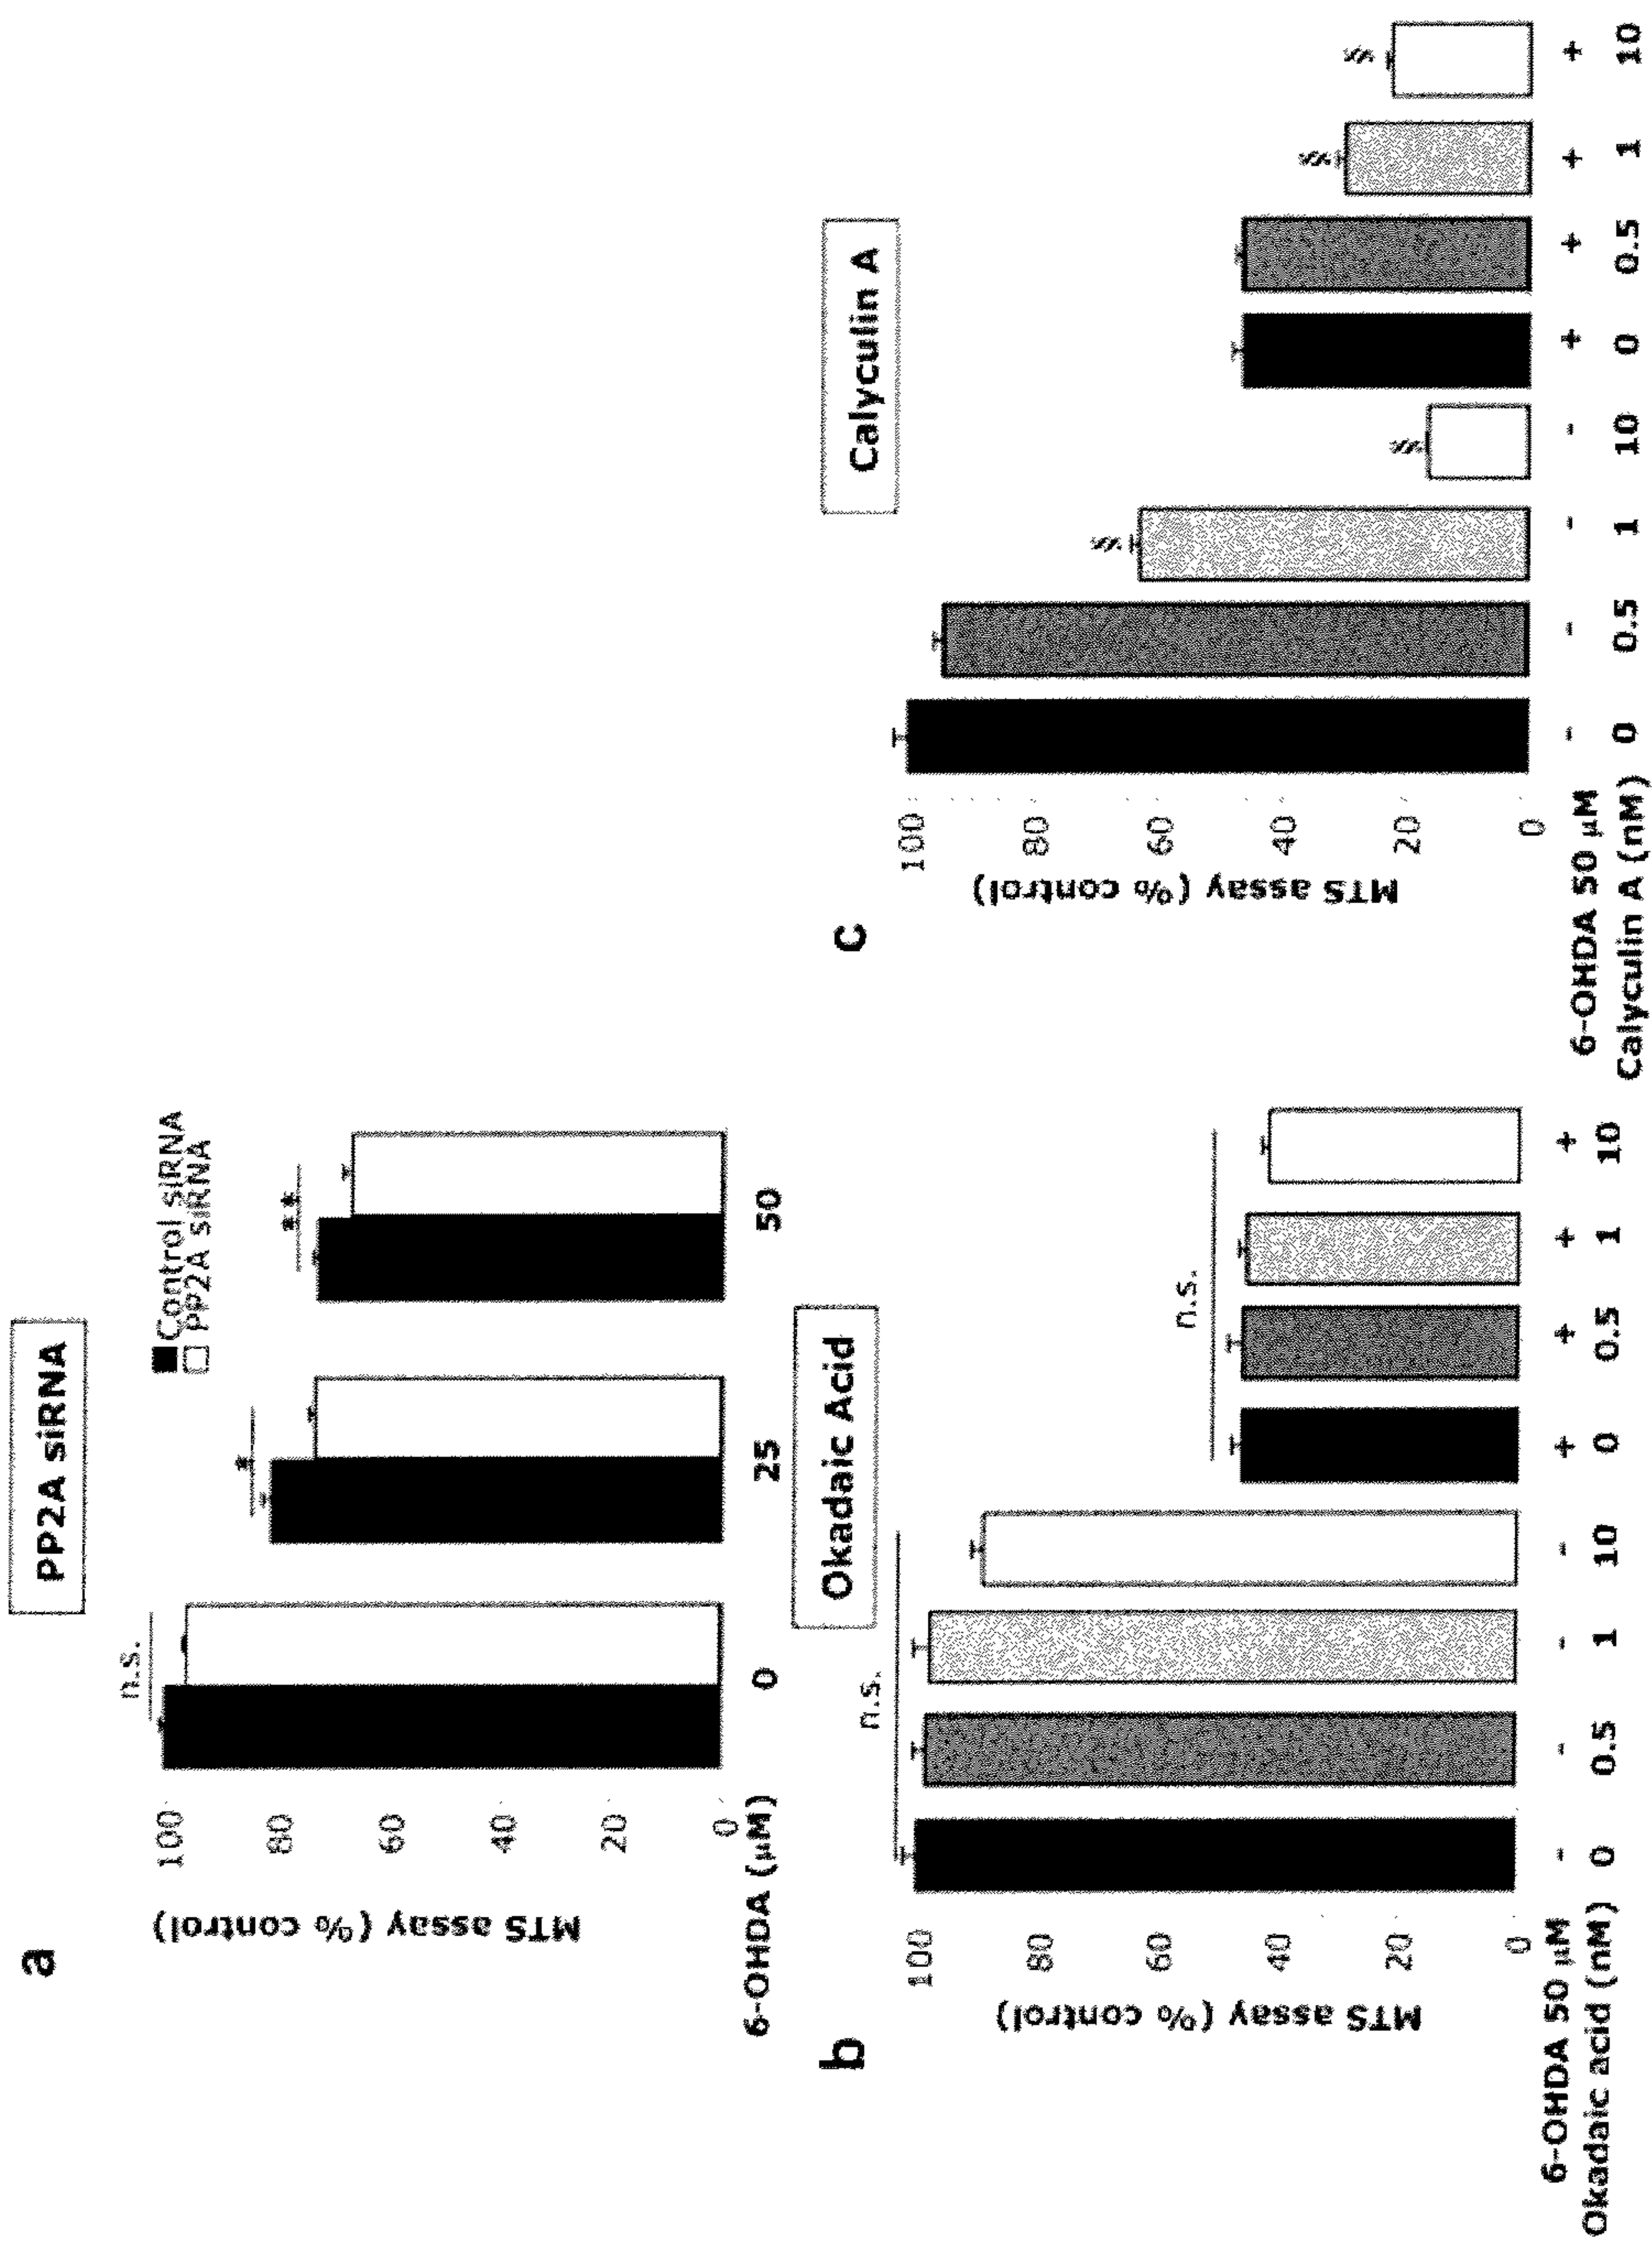 a
PP2A siRNA
Control siRNA
PP2A siRNA
MTS assay (% control)
100
80
60
40
20
0
n.s.
*
**
6-OHDA (µM)
0 25 50
b
Okadaic Acid
MTS assay (% control)
100
80
60
40
20
0
n.s.
n.s.
6-OHDA 50 µM - - - - + + + +
Okadaic acid (nM) 0 0.5 1 10 0 0.5 1 10
c
Calyculin A
MTS assay (% control)
100
80
60
40
20
0
§ § § §
6-OHDA 50 µM - - - - + + + +
Calyculin A (nM) 0 0.5 1 10 0 0.5 1 10